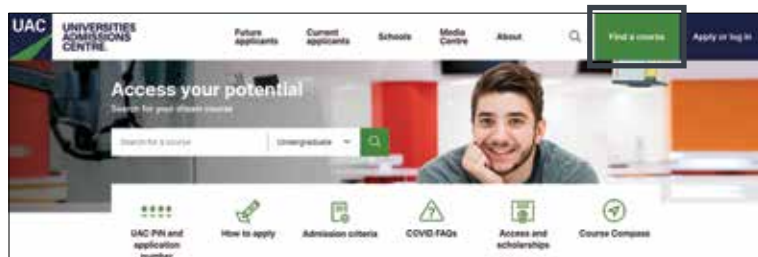 UAC
UNIVERSITIES
ADMISSIONS
CENTRE
Future
applicants
Current
applicants
Schools
Media
Centre
About
Find a course
Apply or log in
Access your potential
Search for your dream course
Search for a course
Undergraduate
UAC PIN and
application
number
How to apply
Admission criteria
COVID FAQs
Access and
scholarships
Course Compass